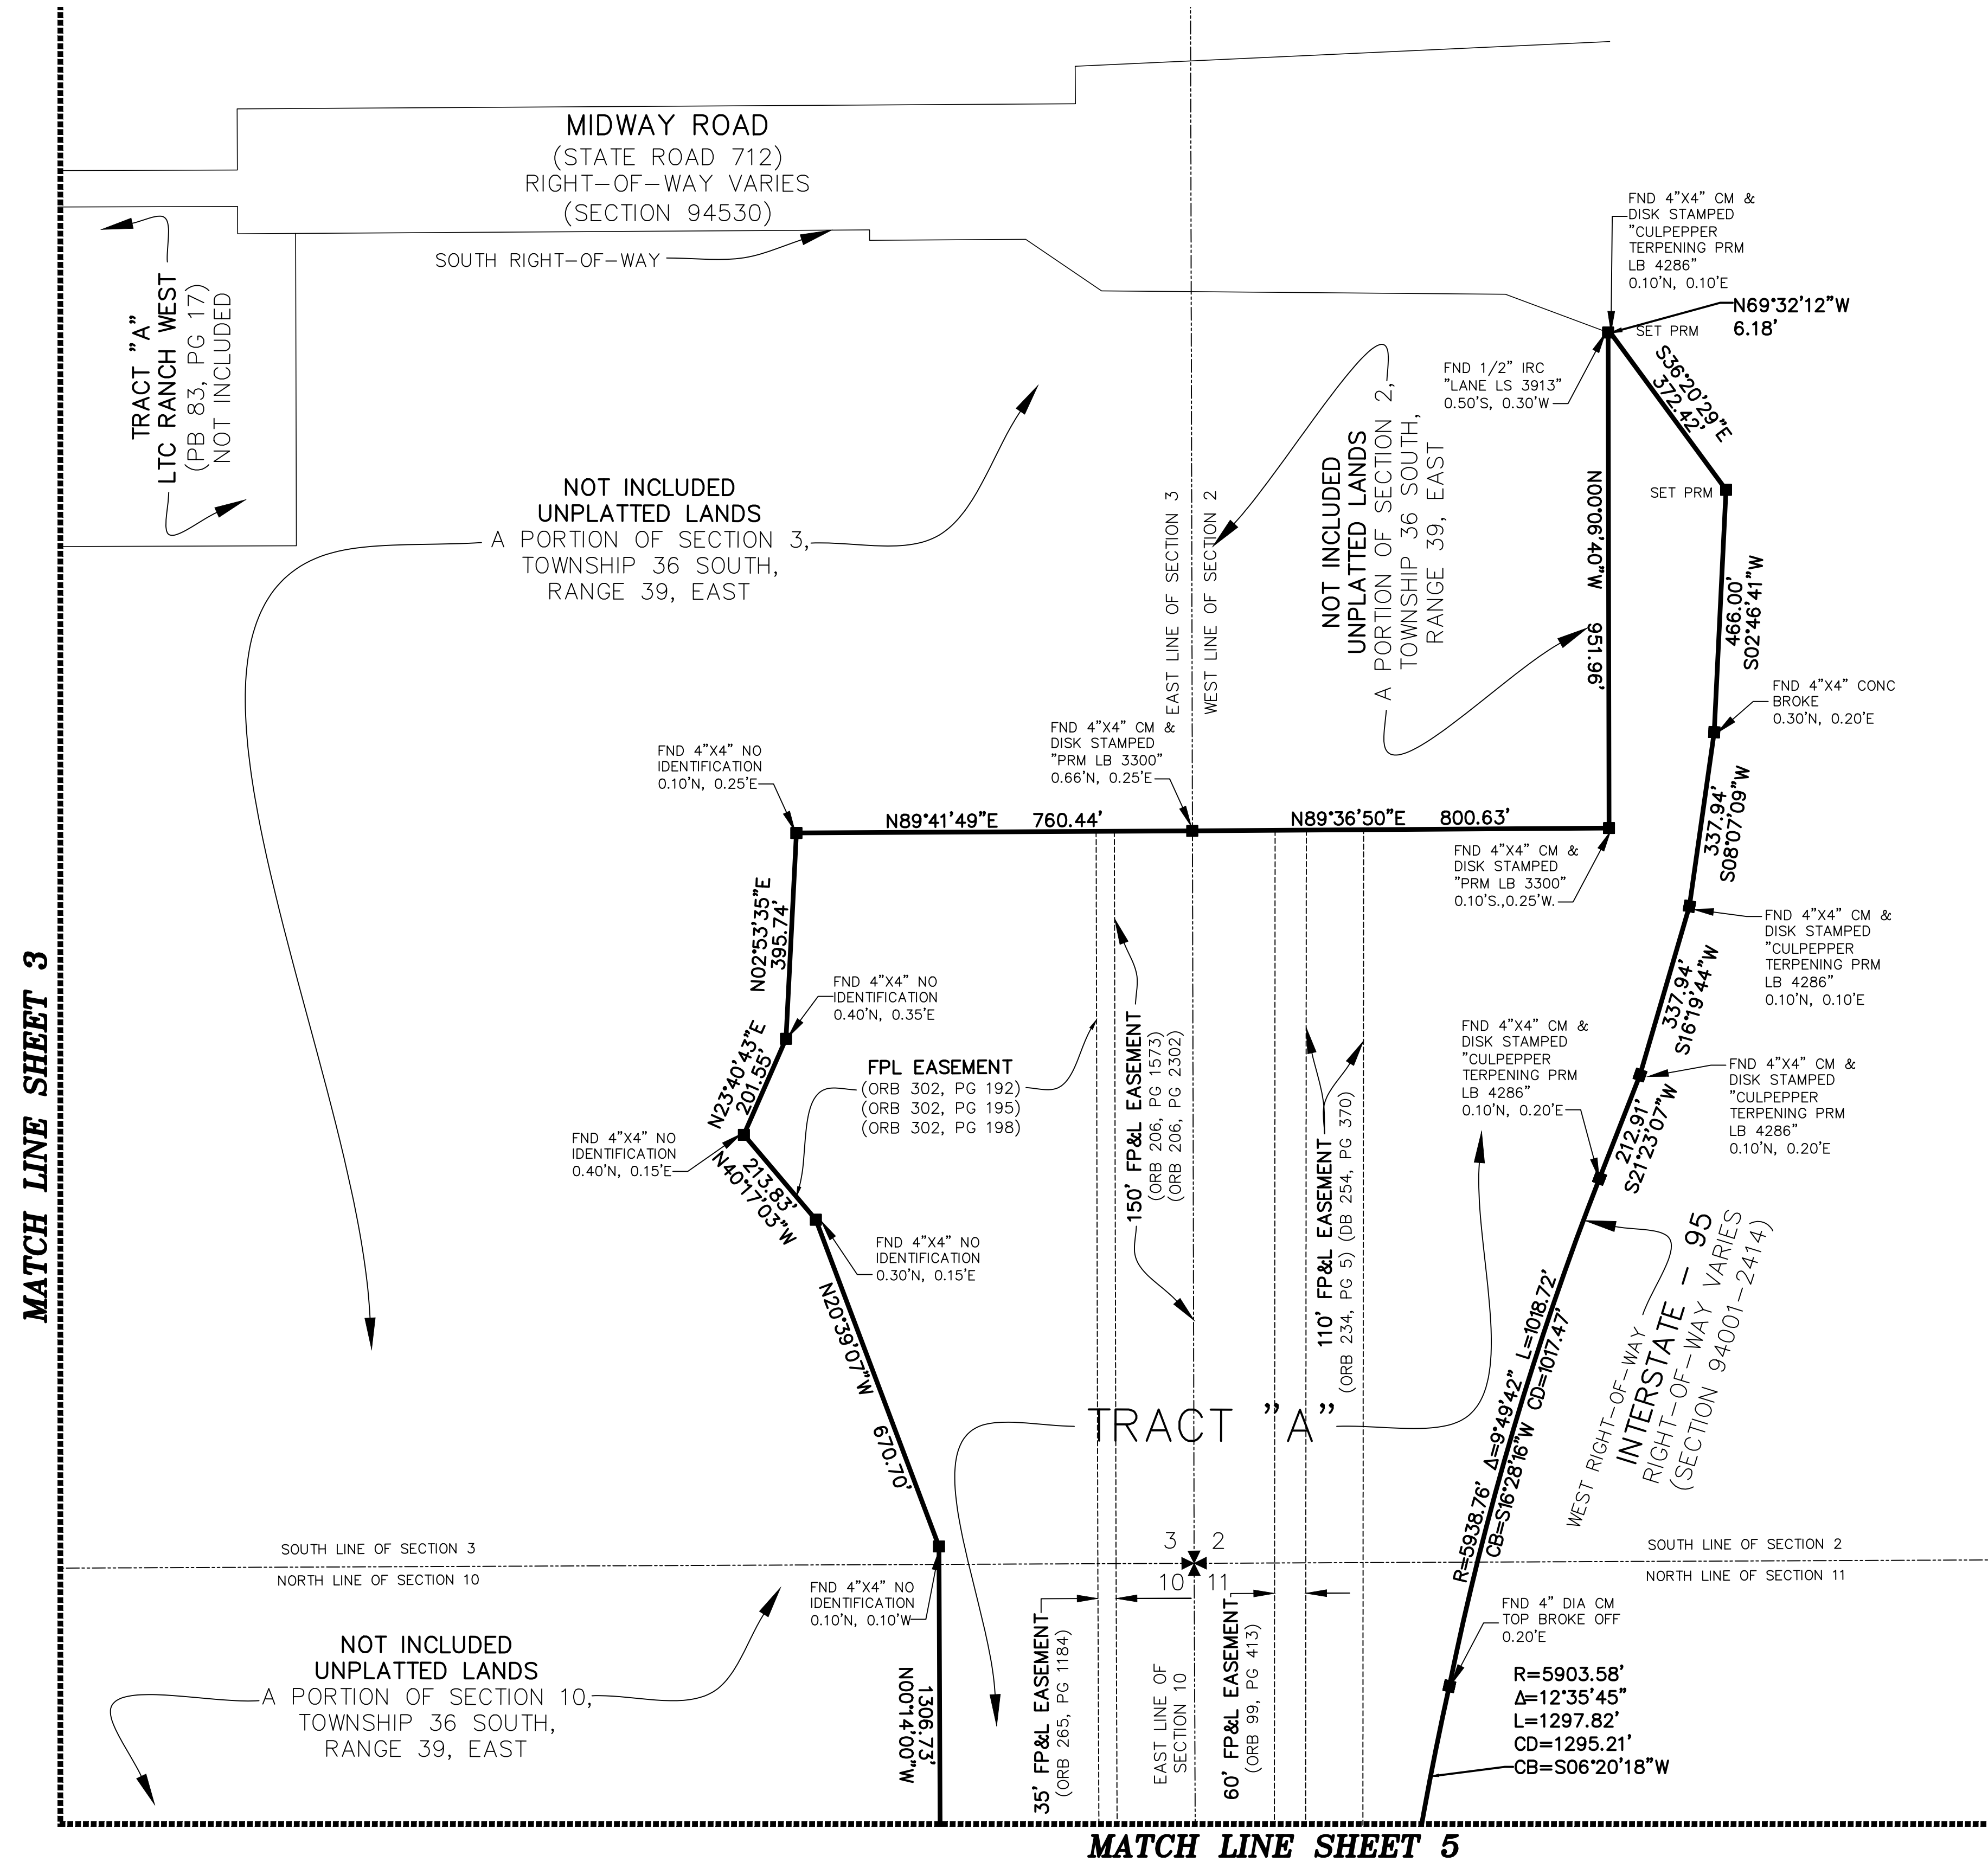 MIDWAY ROAD
(STATE ROAD 712)
RIGHT-OF-WAY VARIES
(SECTION 94530)
SOUTH RIGHT-OF-WAY
TRACT "A"
LTC RANCH WEST
(PB 83, PG 17)
NOT INCLUDED
FND 4"X4" CM &
DISK STAMPED
"CULPEPPER
TERPENING PRM
LB 4286"
0.10'N, 0.10'E
N69°32'12"W
6.18'
SET PRM
FND 1/2" IRC
"LANE LS 3913"
0.50'S, 0.30'W
S36°20'29"E
372.42'
SET PRM
NOT INCLUDED
UNPLATTED LANDS
A PORTION OF SECTION 3,
TOWNSHIP 36 SOUTH,
RANGE 39, EAST
EAST LINE OF SECTION 3
WEST LINE OF SECTION 2
NOT INCLUDED
UNPLATTED LANDS
A PORTION OF SECTION 2,
TOWNSHIP 36 SOUTH,
RANGE 39, EAST
N00°06'40"W 951.96'
466.00'
S02°46'41"W
FND 4"X4" CONC
BROKE
0.30'N, 0.20'E
FND 4"X4" NO
IDENTIFICATION
0.10'N, 0.25'E
FND 4"X4" CM &
DISK STAMPED
"PRM LB 3300"
0.66'N, 0.25'E
N89°41'49"E 760.44'
N89°36'50"E 800.63'
337.94'
S08°07'09"W
FND 4"X4" CM &
DISK STAMPED
"PRM LB 3300"
0.10'S.,0.25'W.
N02°53'35"E
395.74'
FND 4"X4" CM &
DISK STAMPED
"CULPEPPER
TERPENING PRM
LB 4286"
0.10'N, 0.10'E
337.94'
S16°19'44"W
FND 4"X4" NO
IDENTIFICATION
0.40'N, 0.35'E
N23°40'43"E
201.55'
FPL EASEMENT
(ORB 302, PG 192)
(ORB 302, PG 195)
(ORB 302, PG 198)
150' FP&L EASEMENT
(ORB 206, PG 1573)
(ORB 206, PG 2302)
110' FP&L EASEMENT
(ORB 234, PG 5) (DB 254, PG 370)
FND 4"X4" CM &
DISK STAMPED
"CULPEPPER
TERPENING PRM
LB 4286"
0.10'N, 0.20'E
FND 4"X4" CM &
DISK STAMPED
"CULPEPPER
TERPENING PRM
LB 4286"
0.10'N, 0.20'E
212.91'
S21°23'07"W
FND 4"X4" NO
IDENTIFICATION
0.40'N, 0.15'E
213.83'
N40°17'03"W
FND 4"X4" NO
IDENTIFICATION
0.30'N, 0.15'E
N20°39'07"W 670.70'
MATCH LINE SHEET 3
R=5938.76' Δ=9°49'42" L=1018.72'
CB=S16°28'16"W CD=1017.47'
WEST RIGHT-OF-WAY
INTERSTATE - 95
RIGHT-OF-WAY VARIES
(SECTION 94001-2414)
TRACT "A"
SOUTH LINE OF SECTION 3
NORTH LINE OF SECTION 10
3 2
10 11
SOUTH LINE OF SECTION 2
NORTH LINE OF SECTION 11
FND 4"X4" NO
IDENTIFICATION
0.10'N, 0.10'W
FND 4" DIA CM
TOP BROKE OFF
0.20'E
NOT INCLUDED
UNPLATTED LANDS
A PORTION OF SECTION 10,
TOWNSHIP 36 SOUTH,
RANGE 39, EAST
1306.73'
N00°14'00"W
35' FP&L EASEMENT
(ORB 265, PG 1184)
EAST LINE OF
SECTION 10
60' FP&L EASEMENT
(ORB 99, PG 413)
R=5903.58'
Δ=12°35'45"
L=1297.82'
CD=1295.21'
CB=S06°20'18"W
MATCH LINE SHEET 5